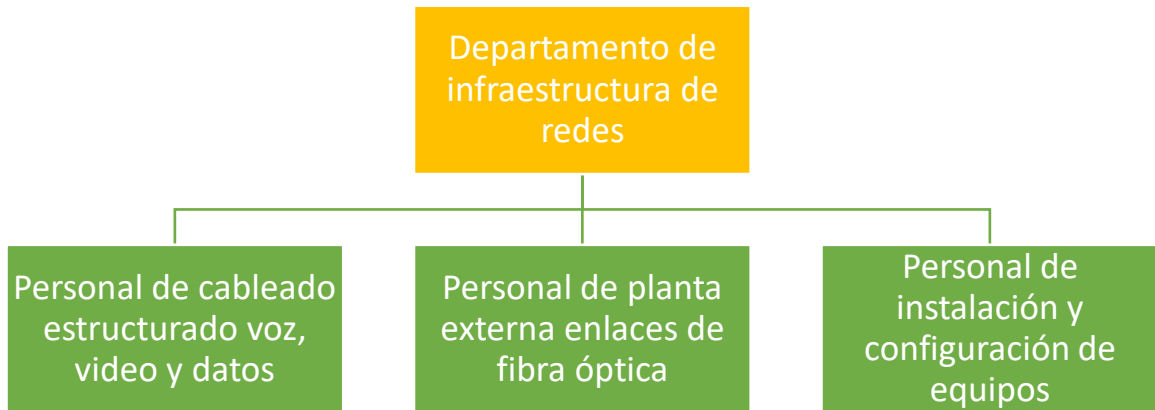 Departamento de
infraestructura de
redes
Personal de cableado
estructurado voz,
video y datos
Personal de planta
externa enlaces de
fibra óptica
Personal de
instalación y
configuración de
equipos